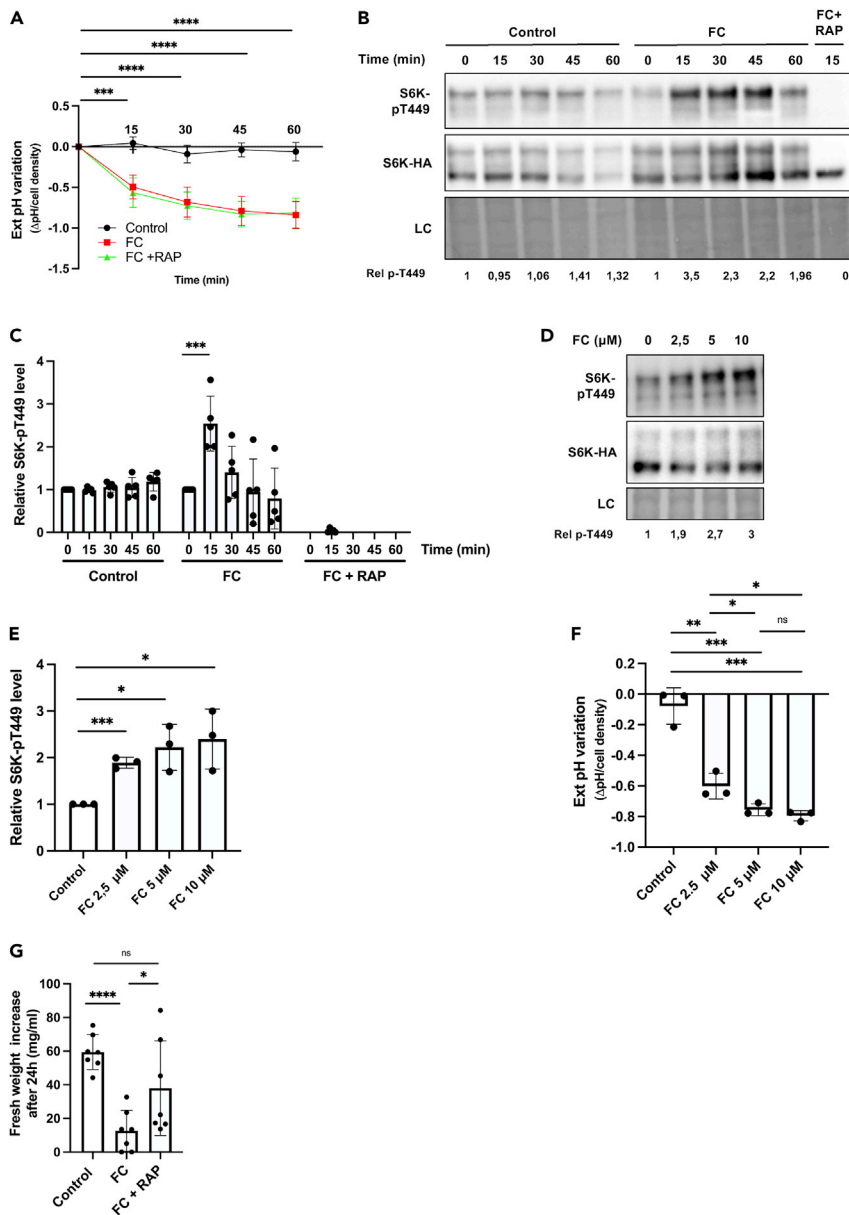 A
****
****
****
***
0.5
0.0
-0.5
-1.0
-1.5
15 30 45 60
Ext pH variation
(ΔpH/cell density)
Control
FC
FC +RAP
Time (min)
B
Control FC FC+
RAP
Time (min) 0 15 30 45 60 0 15 30 45 60 15
S6K-
pT449
S6K-HA
LC
Rel p-T449 1 0,95 1,06 1,41 1,32 1 3,5 2,3 2,2 1,96 0
C
Relative S6K-pT449 level
4
3
2
1
0
***
0 15 30 45 60 0 15 30 45 60 0 15 30 45 60 Time (min)
Control FC FC + RAP
D
FC (μM) 0 2,5 5 10
S6K-
pT449
S6K-HA
LC
Rel p-T449 1 1,9 2,7 3
E
Relative S6K-pT449 level
4
3
2
1
0
*
*
***
Control
FC 2,5 μM
FC 5 μM
FC 10 μM
F
*
*
ns
**
***
***
Ext pH variation
(ΔpH/cell density)
0.2
0.0
-0.2
-0.4
-0.6
-0.8
-1.0
Control
FC 2.5 μM
FC 5 μM
FC 10 μM
G
ns
****
*
Fresh weight increase
after 24h (mg/ml)
100
80
60
40
20
0
Control
FC
FC + RAP